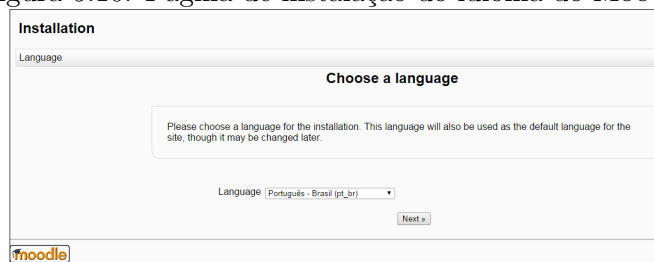 Installation
Language
Choose a language
Please choose a language for the installation. This language will also be used as the default language for the
site, though it may be changed later.
Language Português - Brasil (pt_br)
Next »
moodle